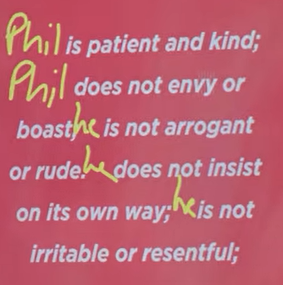 Phil is patient and kind;
Phil does not envy or
boast; he is not arrogant
or rude. he does not insist
on its own way; he is not
irritable or resentful;